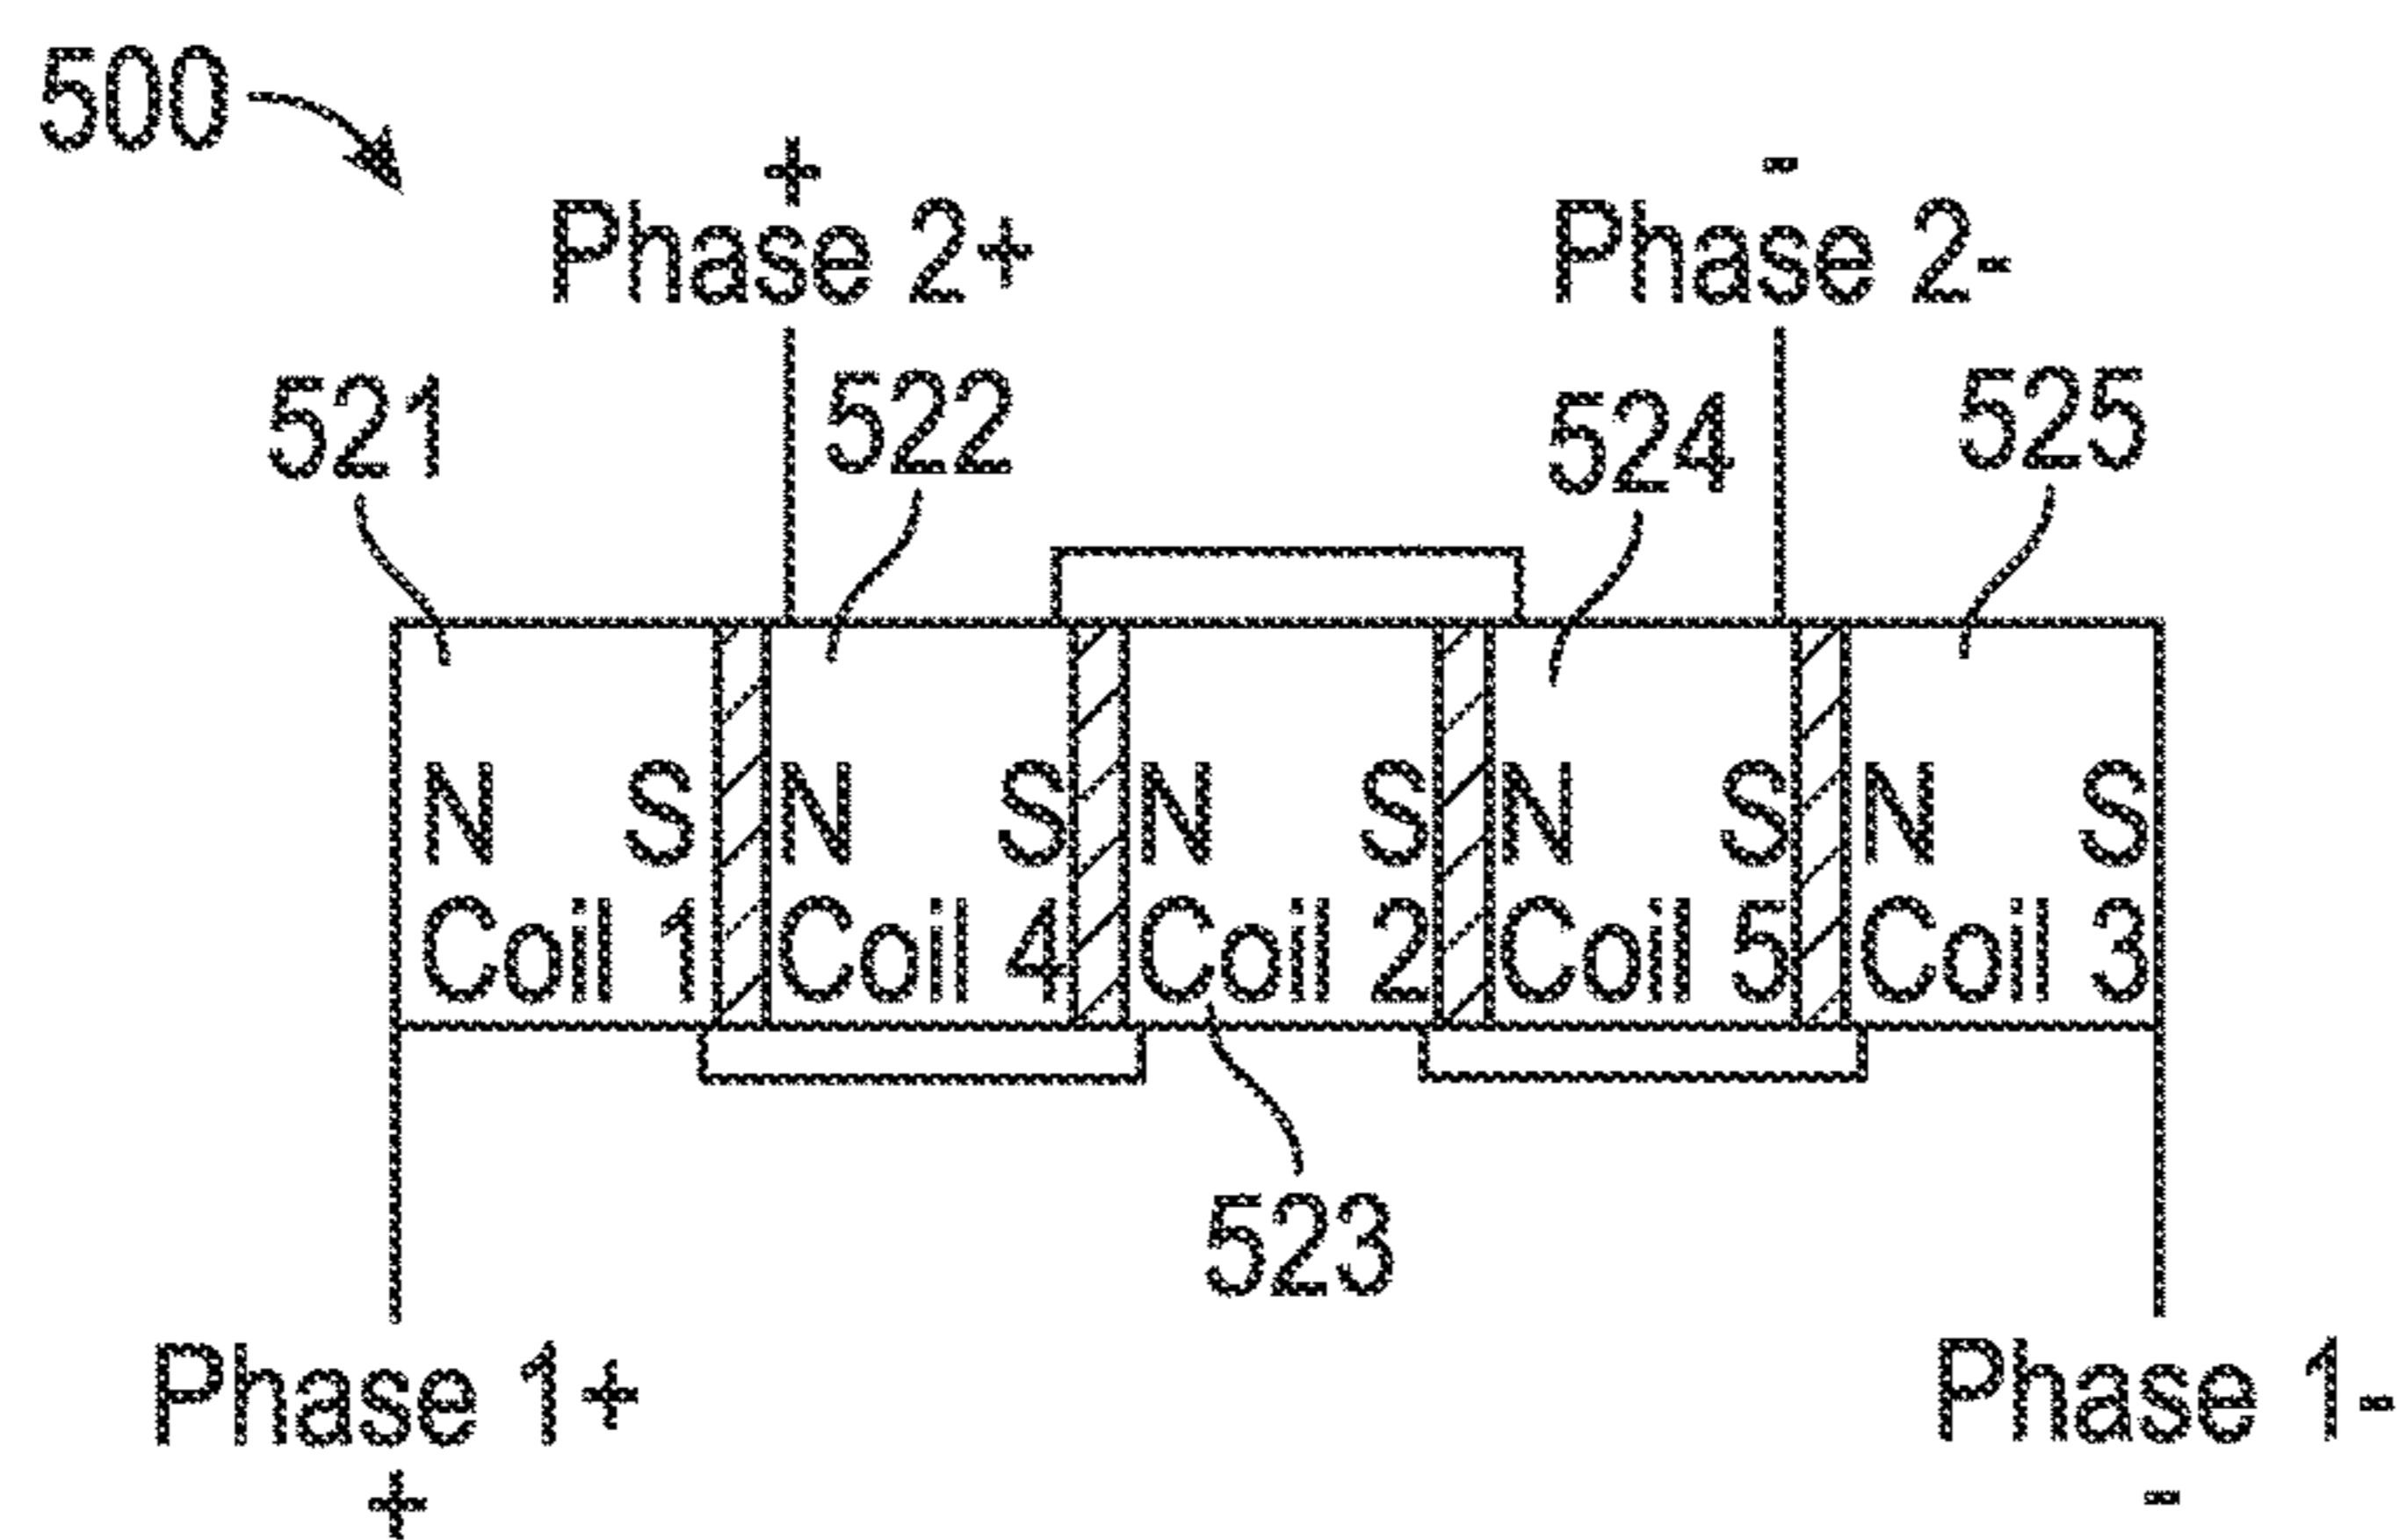 500
+ -
Phase 2+ Phase 2-
521 522 524 525
N S N S N S N S N S
Coil 1 Coil 4 Coil 2 Coil 5 Coil 3
523
Phase 1+ Phase 1-
+ -